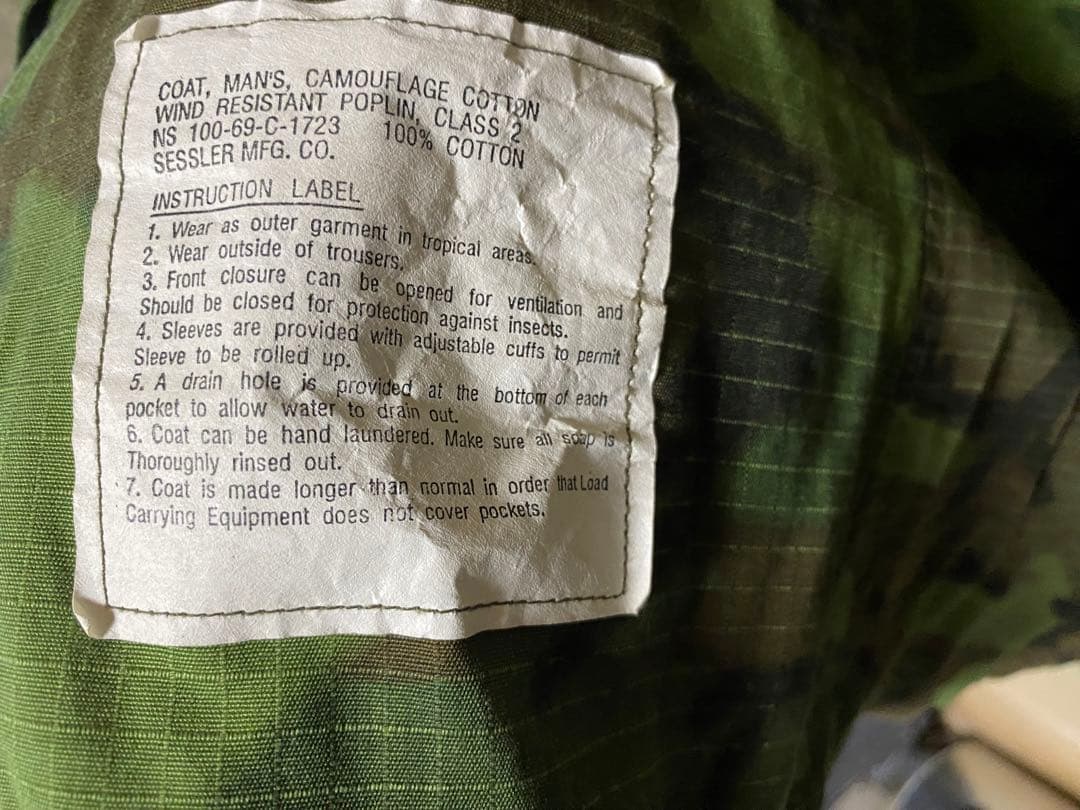 COAT, MAN'S, CAMOUFLAGE COTTON
WIND RESISTANT POPLIN, CLASS 2
NS 100-69-C-1723 100% COTTON
SESSLER MFG. CO.
INSTRUCTION LABEL
1. Wear as outer garment in tropical areas.
2. Wear outside of trousers.
3. Front closure can be opened for ventilation and
Should be closed for protection against insects.
4. Sleeves are provided with adjustable cuffs to permit
Sleeve to be rolled up.
5. A drain hole is provided at the bottom of each
pocket to allow water to drain out.
6. Coat can be hand laundered. Make sure all soap is
Thoroughly rinsed out.
7. Coat is made longer than normal in order that Load
Carrying Equipment does not cover pockets.